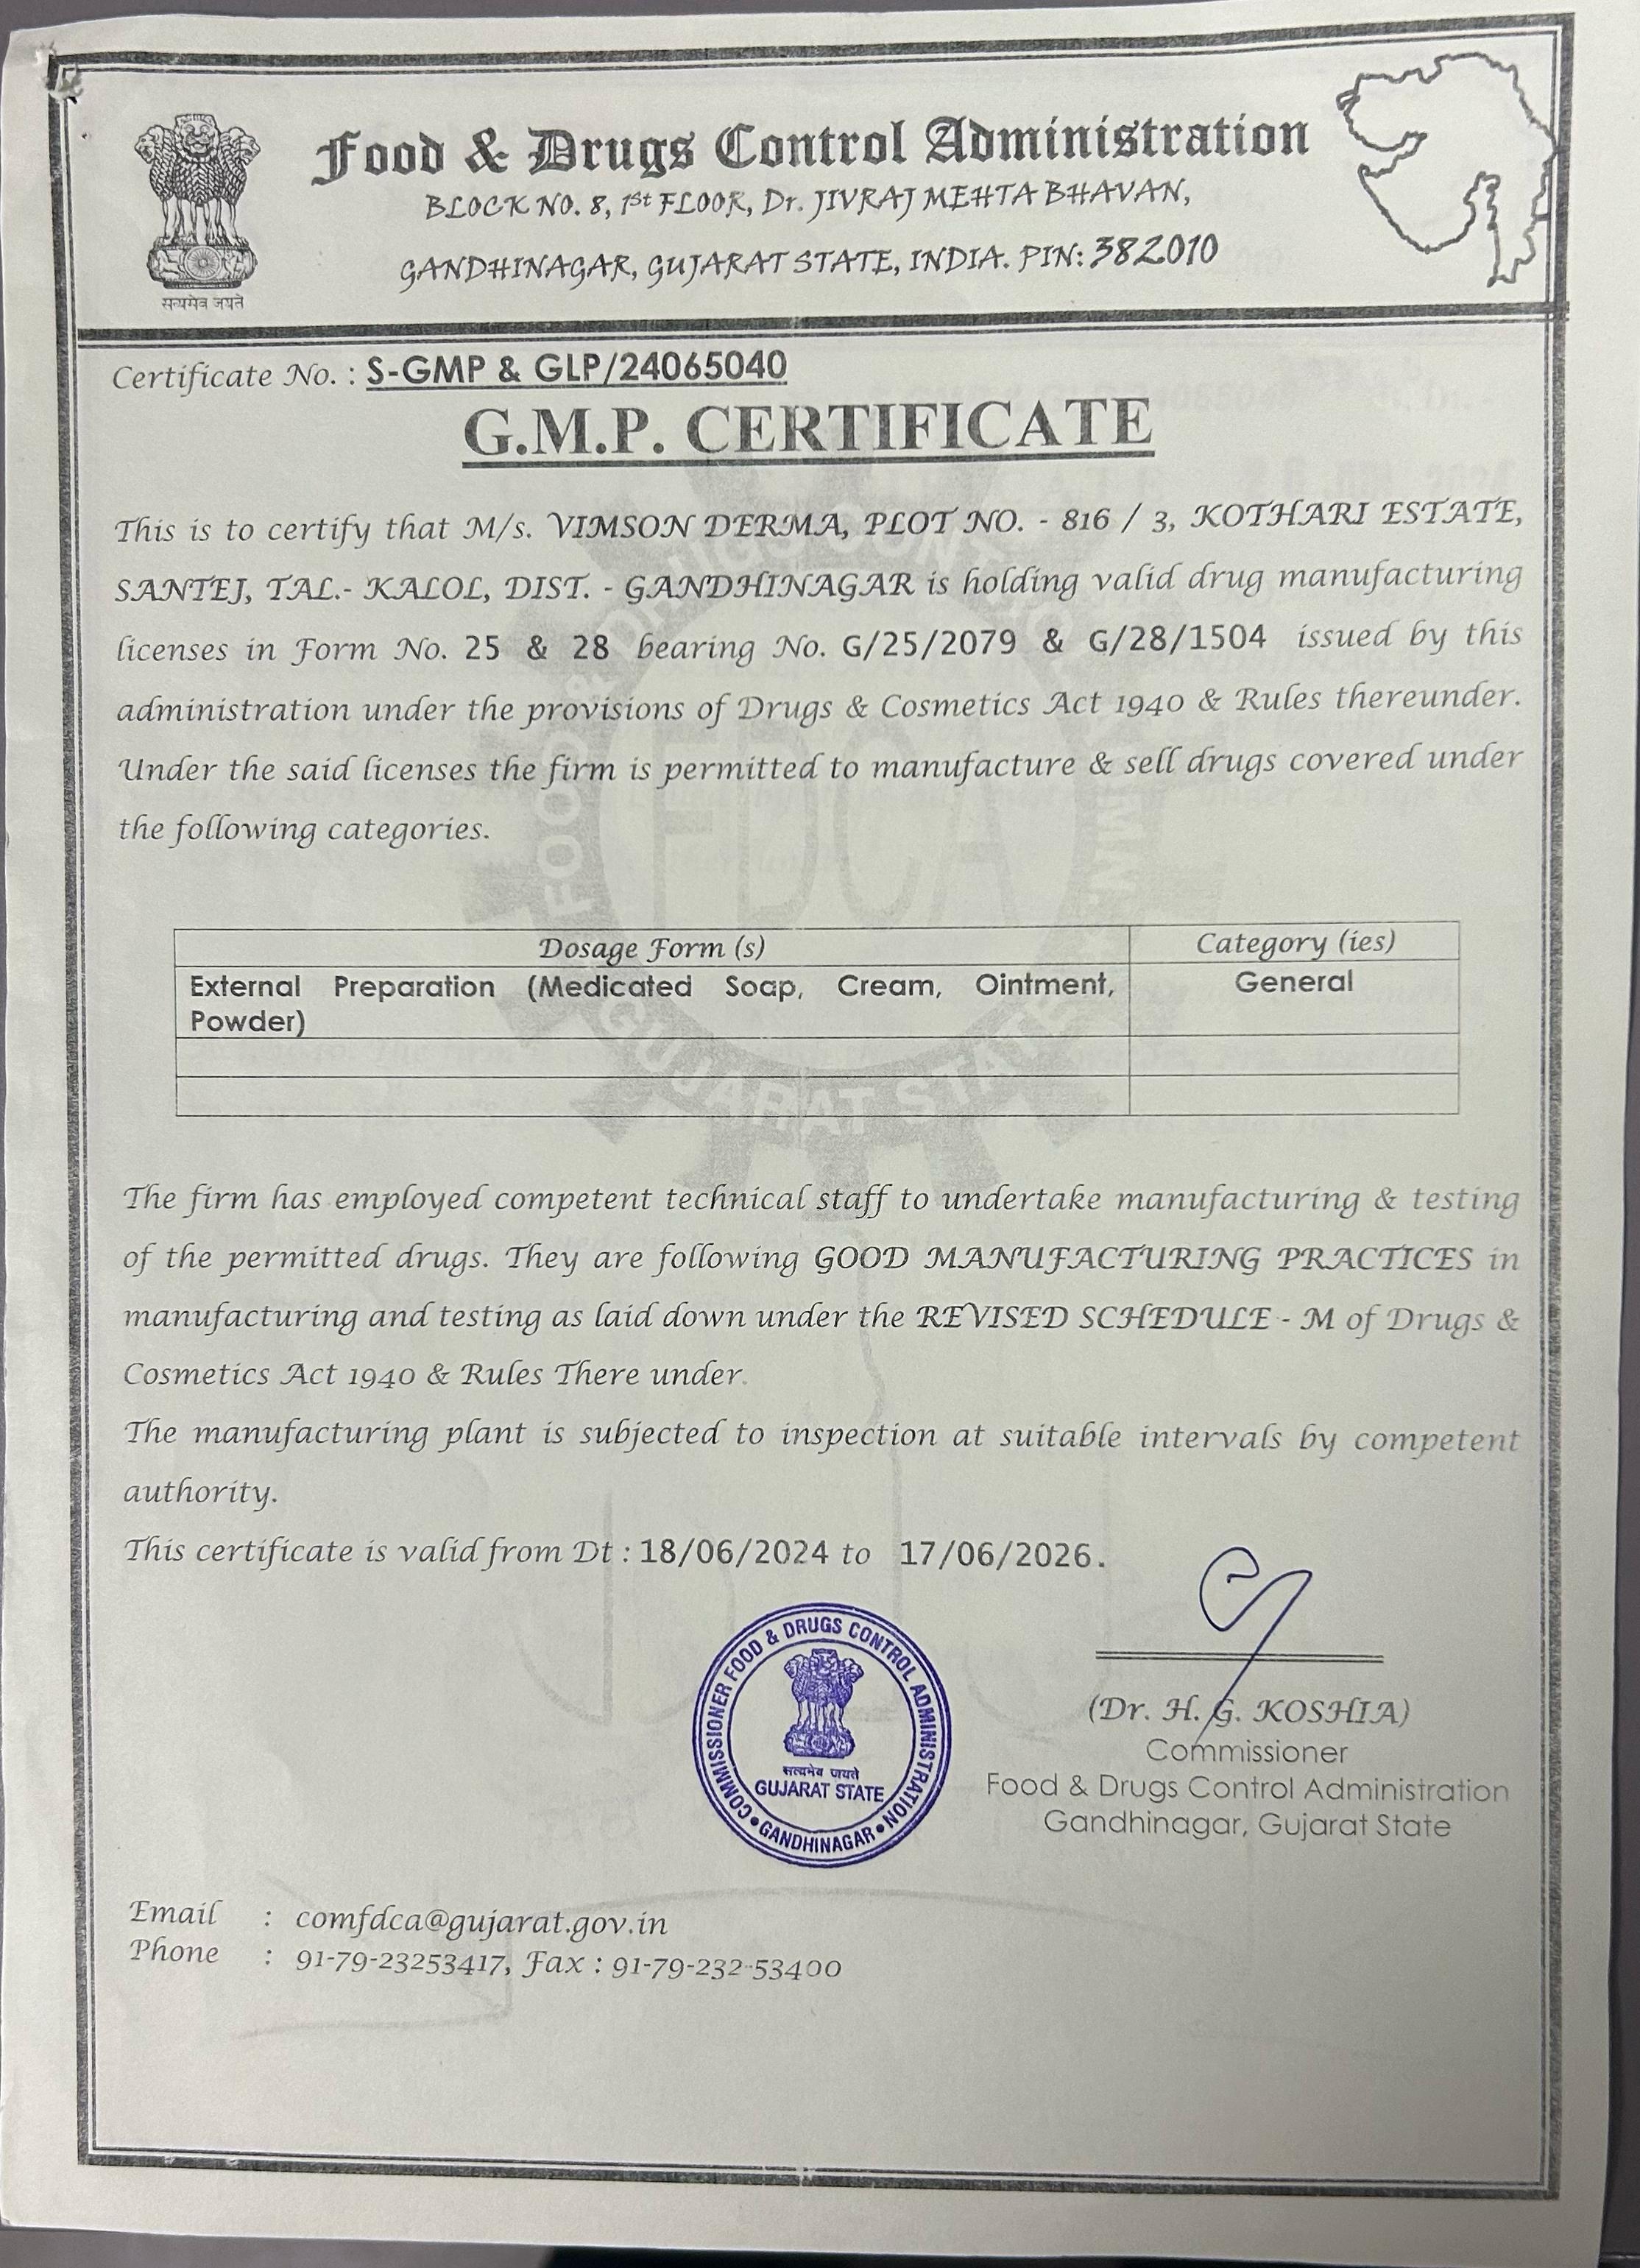 Food & Drugs Control Administration
BLOCK NO. 8, 1st FLOOR, Dr. JIVRAJ MEHTA BHAVAN,
GANDHINAGAR, GUJARAT STATE, INDIA. PIN: 382010
सत्यमेव जयते
Certificate No. : S-GMP & GLP/24065040
G.M.P. CERTIFICATE
This is to certify that M/s. VIMSON DERMA, PLOT NO. - 816 / 3, KOTHARI ESTATE,
SANTEJ, TAL.- KALOL, DIST. - GANDHINAGAR is holding valid drug manufacturing
licenses in Form No. 25 & 28 bearing No. G/25/2079 & G/28/1504 issued by this
administration under the provisions of Drugs & Cosmetics Act 1940 & Rules thereunder.
Under the said licenses the firm is permitted to manufacture & sell drugs covered under
the following categories.
Dosage Form (s) Category (ies)
External Preparation (Medicated Soap, Cream, Ointment, General
Powder)
The firm has employed competent technical staff to undertake manufacturing & testing
of the permitted drugs. They are following GOOD MANUFACTURING PRACTICES in
manufacturing and testing as laid down under the REVISED SCHEDULE - M of Drugs &
Cosmetics Act 1940 & Rules There under.
The manufacturing plant is subjected to inspection at suitable intervals by competent
authority.
This certificate is valid from Dt : 18/06/2024 to 17/06/2026.
COMMISSIONER FOOD & DRUGS CONTROL ADMINISTRATION
सत्यमेव जयते
GUJARAT STATE
GANDHINAGAR
(Dr. H. G. KOSHIA)
Commissioner
Food & Drugs Control Administration
Gandhinagar, Gujarat State
Email : comfdca@gujarat.gov.in
Phone : 91-79-23253417, Fax : 91-79-232-53400
FDCA
GUJARAT STATE